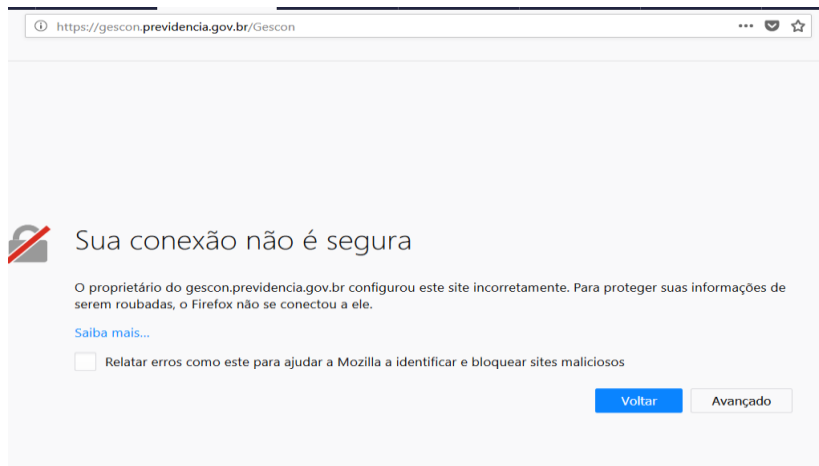 https://gescon.previdencia.gov.br/Gescon
Sua conexão não é segura
O proprietário do gescon.previdencia.gov.br configurou este site incorretamente. Para proteger suas informações de
serem roubadas, o Firefox não se conectou a ele.
Saiba mais...
Relatar erros como este para ajudar a Mozilla a identificar e bloquear sites maliciosos
Voltar Avançado